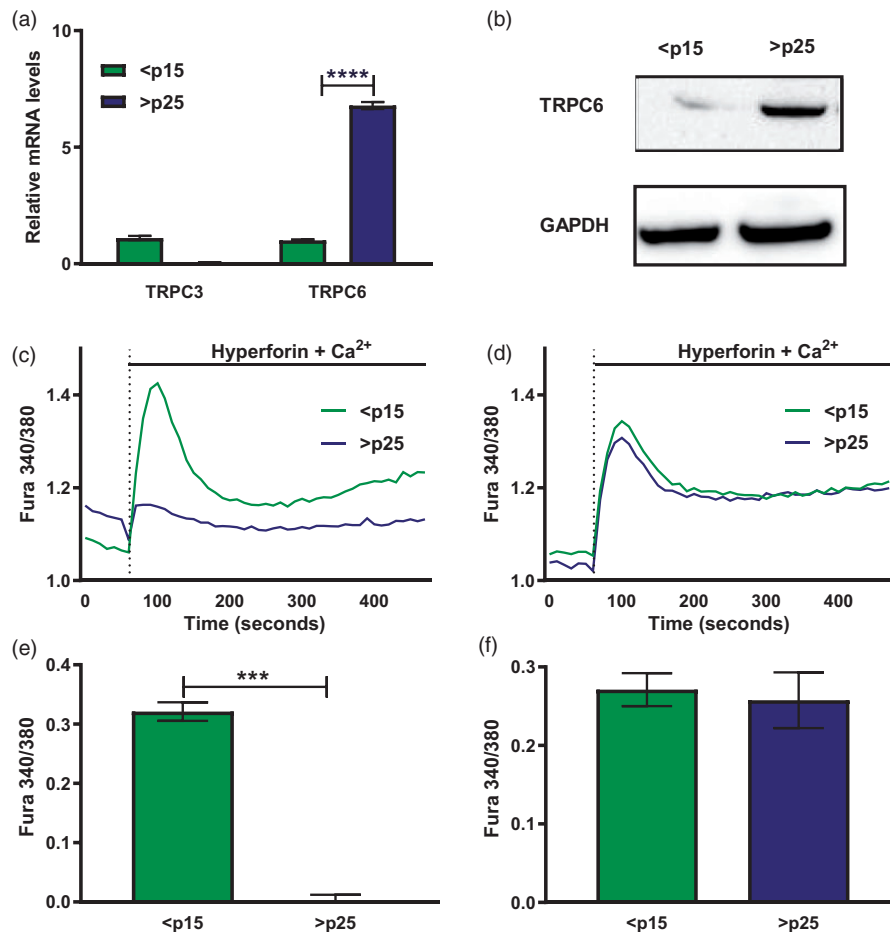 (a)
10
5
0
Relative mRNA levels
<p15
>p25
****
TRPC3 TRPC6
(b)
<p15 >p25
TRPC6
GAPDH
(c)
Hyperforin + Ca²⁺
<p15
>p25
1.4
1.2
1.0
Fura 340/380
0 100 200 300 400
Time (seconds)
(d)
Hyperforin + Ca²⁺
<p15
>p25
1.4
1.2
1.0
Fura 340/380
0 100 200 300 400
Time (seconds)
(e)
0.4
0.3
0.3
0.1
0.0
Fura 340/380
***
<p15 >p25
(f)
0.3
0.2
0.1
0.0
Fura 340/380
<p15 >p25